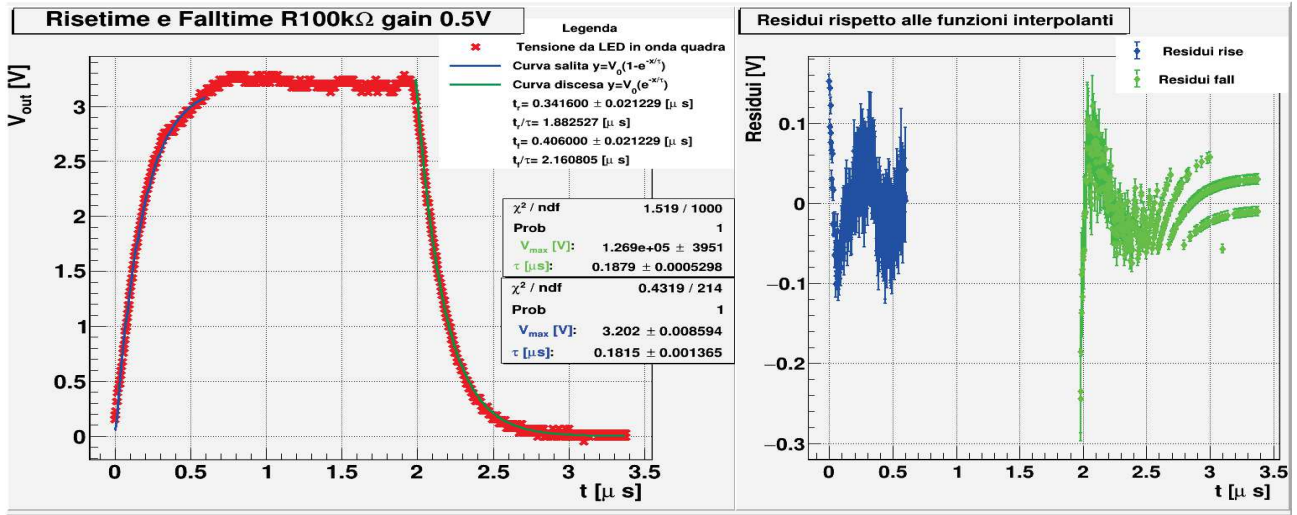 Risetime e Falltime R100kΩ gain 0.5V
Legenda
Tensione da LED in onda quadra
Curva salita y=V₀(1-e^-x/τ)
Curva discesa y=V₀(e^-x/τ)
tᵣ= 0.341600 ± 0.021229 [μ s]
tᵣ/τ= 1.882527 [μ s]
t_f= 0.406000 ± 0.021229 [μ s]
t_f/τ= 2.160805 [μ s]
χ² / ndf 1.519 / 1000
Prob 1
V_max [V]: 1.269e+05 ± 3951
τ [μs]: 0.1879 ± 0.0005298
χ² / ndf 0.4319 / 214
Prob 1
V_max [V]: 3.202 ± 0.008594
τ [μs]: 0.1815 ± 0.001365
V_out [V]
3
2.5
2
1.5
1
0.5
0
0 0.5 1 1.5 2 2.5 3 3.5
t [μ s]
Residui rispetto alle funzioni interpolanti
Residui rise
Residui fall
Residui [V]
0.1
0
−0.1
−0.2
−0.3
0 0.5 1 1.5 2 2.5 3 3.5
t [μ s]